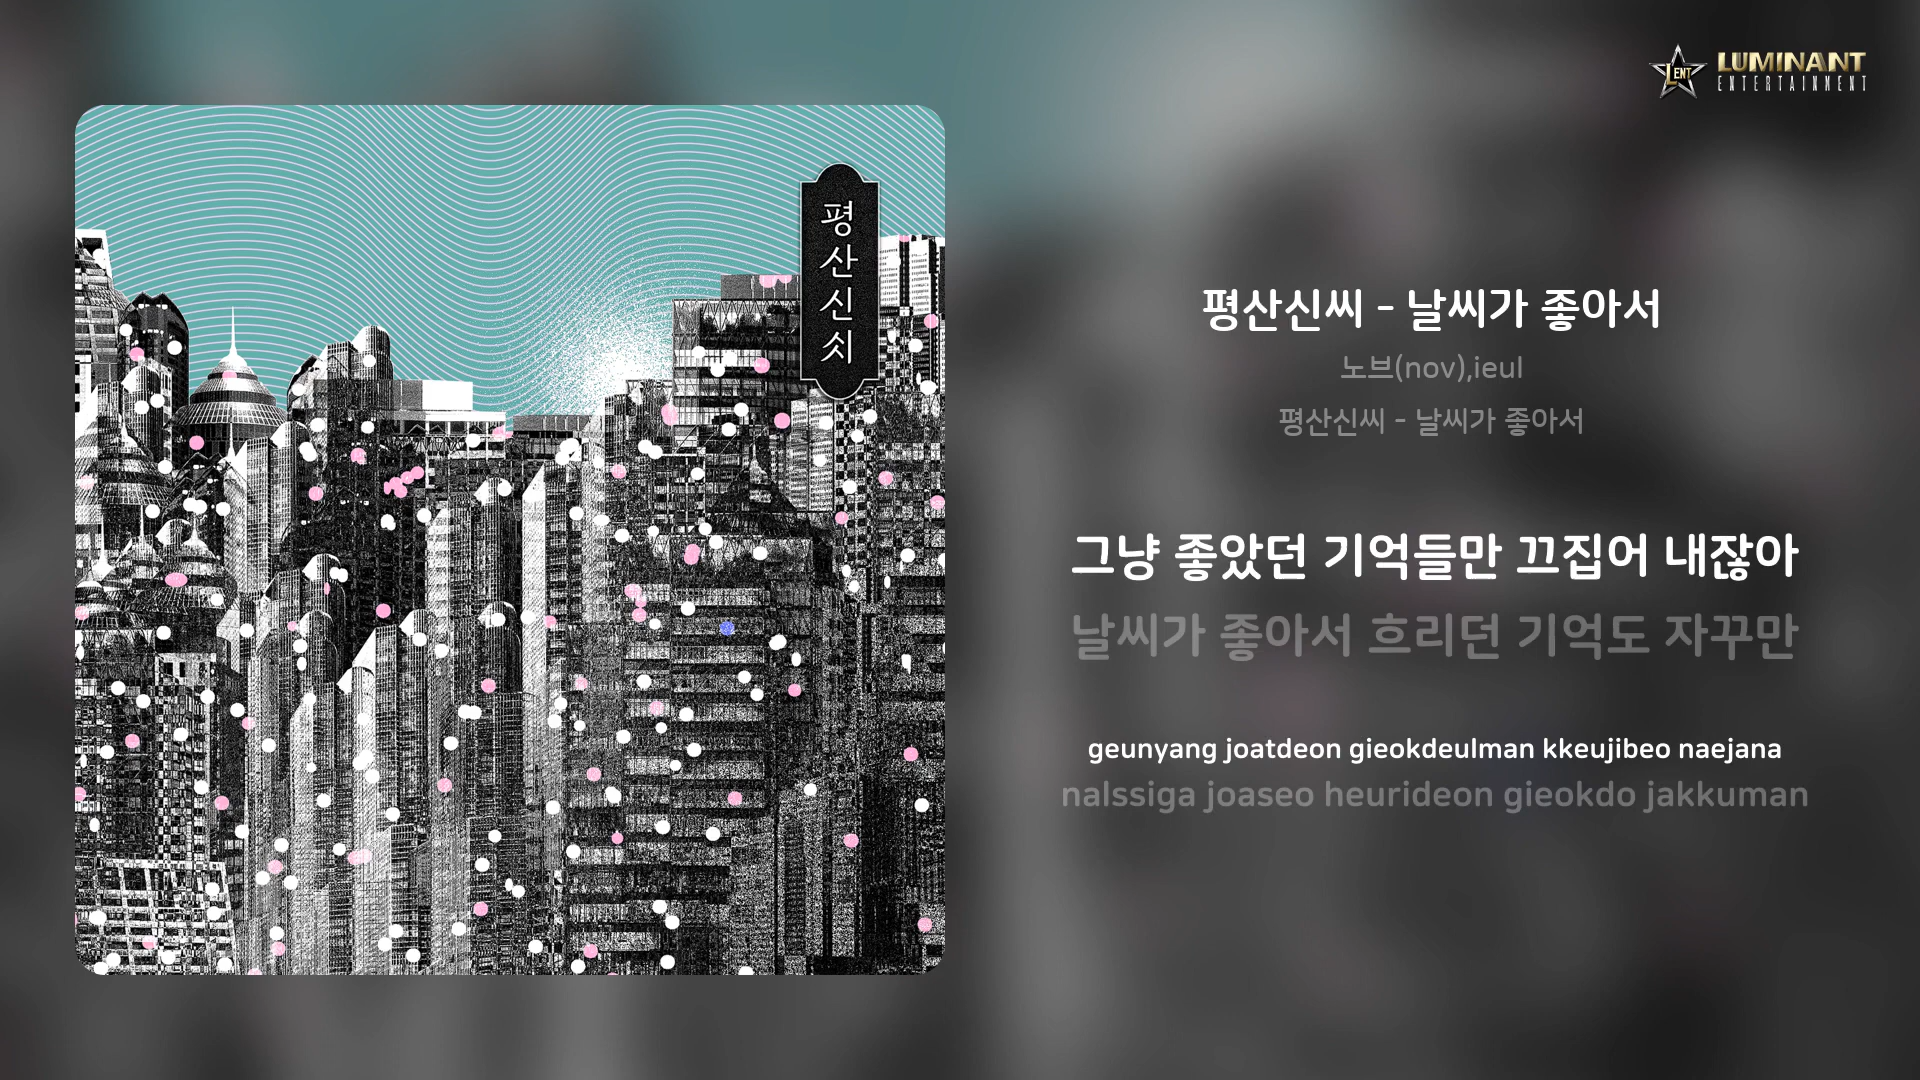 LENT
LUMINANT
ENTERTAINMENT
평
산
신
씨
평산신씨 - 날씨가 좋아서
노브(nov),ieul
평산신씨 - 날씨가 좋아서
그냥 좋았던 기억들만 끄집어 내잖아
날씨가 좋아서 흐리던 기억도 자꾸만
geunyang joatdeon gieokdeulman kkeujibeo naejana
nalssiga joaseo heurideon gieokdo jakkuman